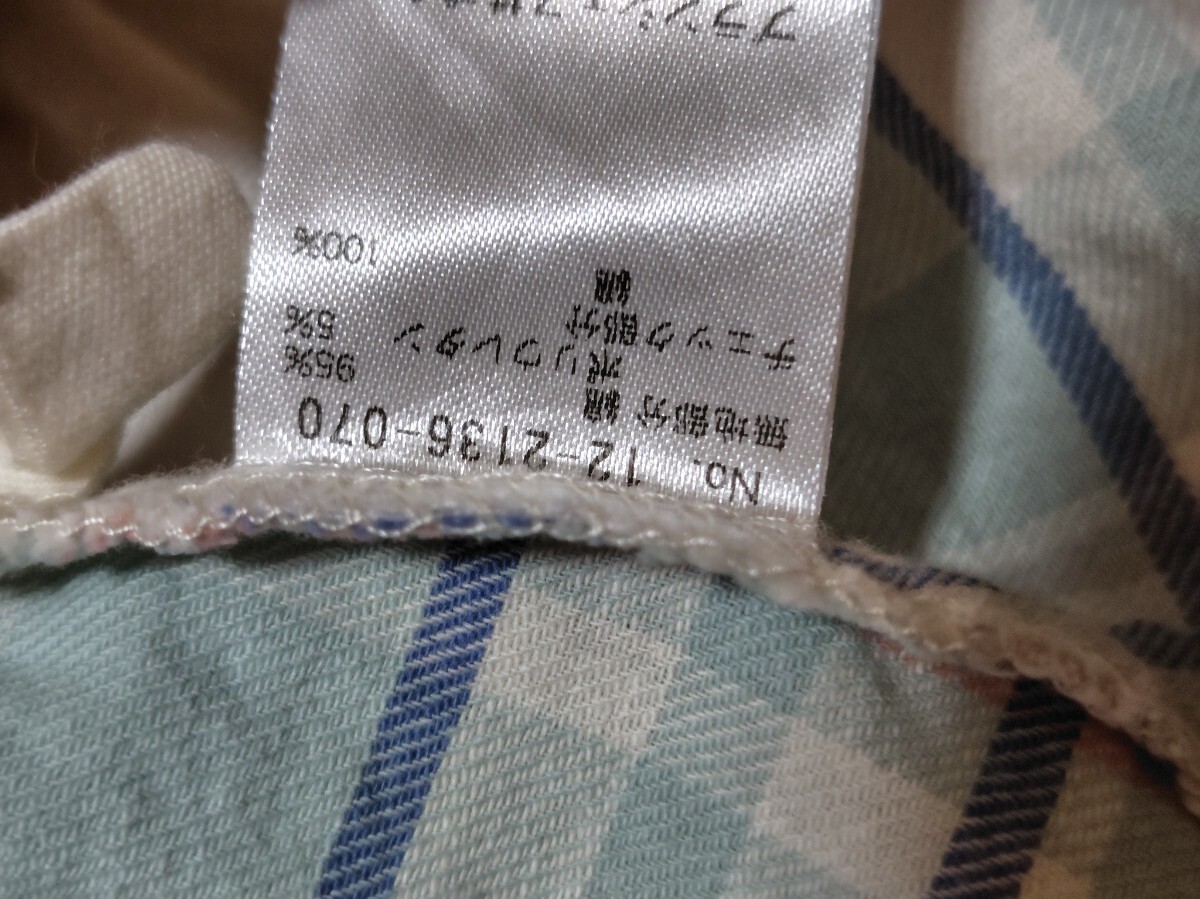 No. 12-2136-070
無地部分 綿 95%
ポリウレタン 5%
チェック部分
綿 100%